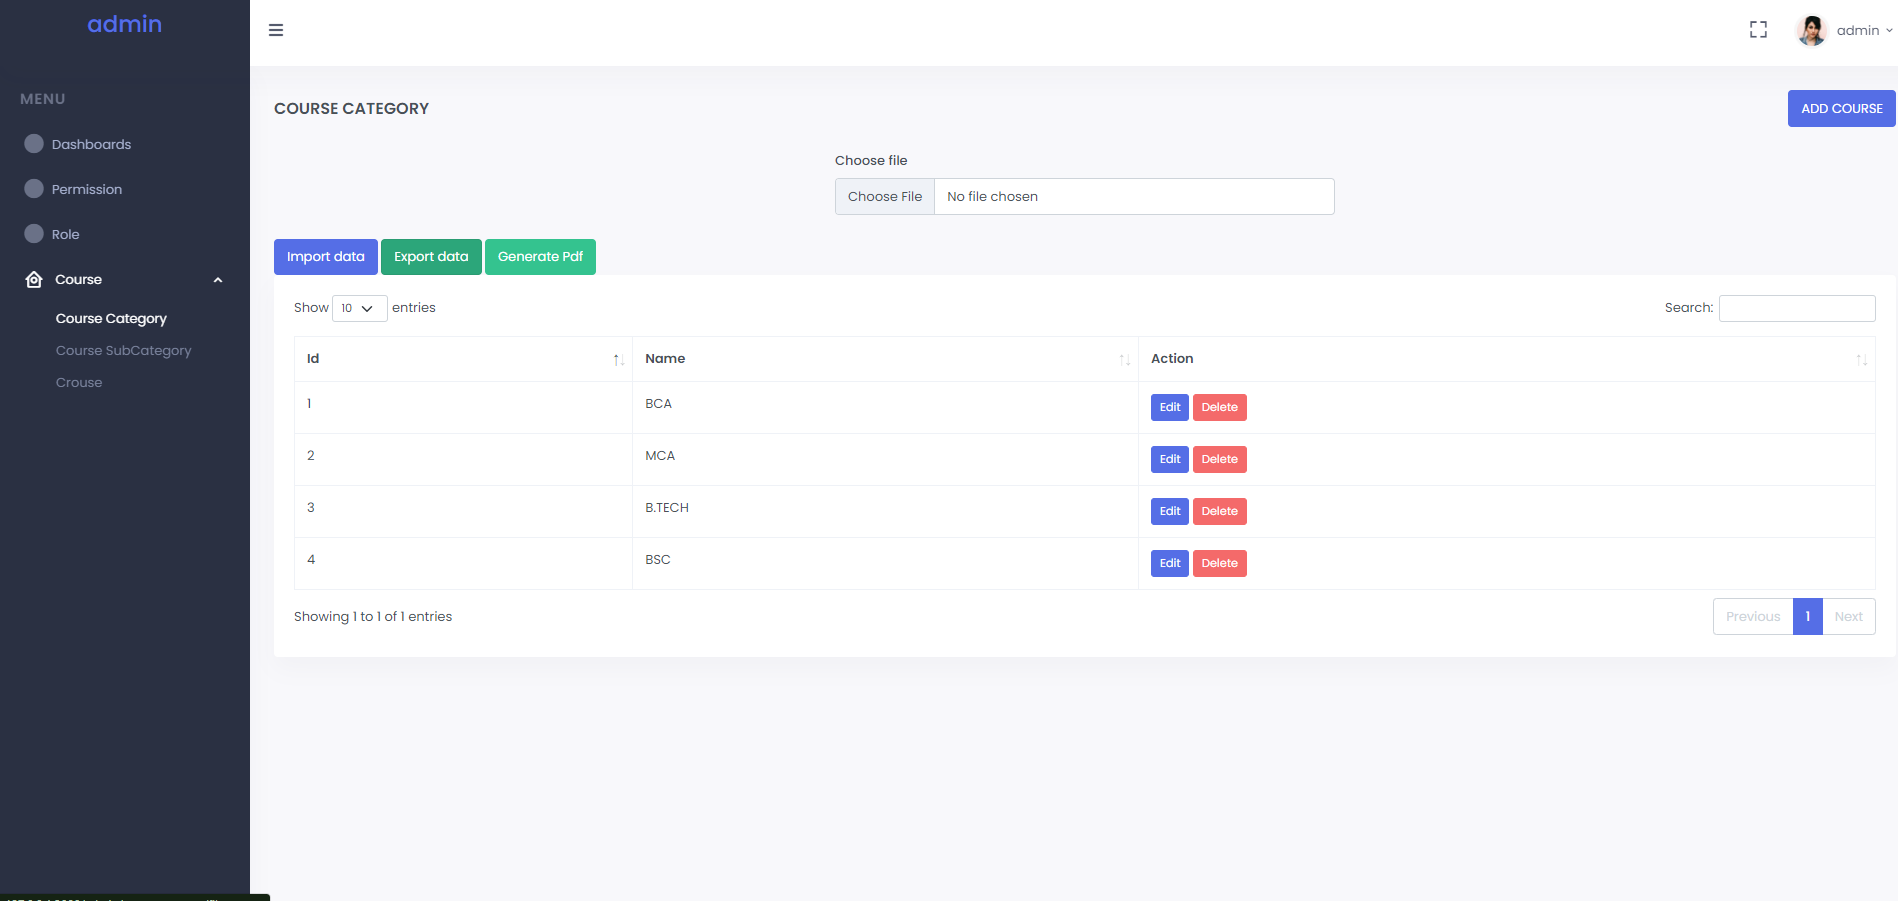 admin
admin
MENU
Dashboards
Permission
Role
Course
Course Category
Course SubCategory
Crouse
COURSE CATEGORY
ADD COURSE
Choose file
Choose File No file chosen
Import data Export data Generate Pdf
Show 10 entries Search:
Id Name Action
1 BCA Edit Delete
2 MCA Edit Delete
3 B.TECH Edit Delete
4 BSC Edit Delete
Showing 1 to 1 of 1 entries Previous 1 Next